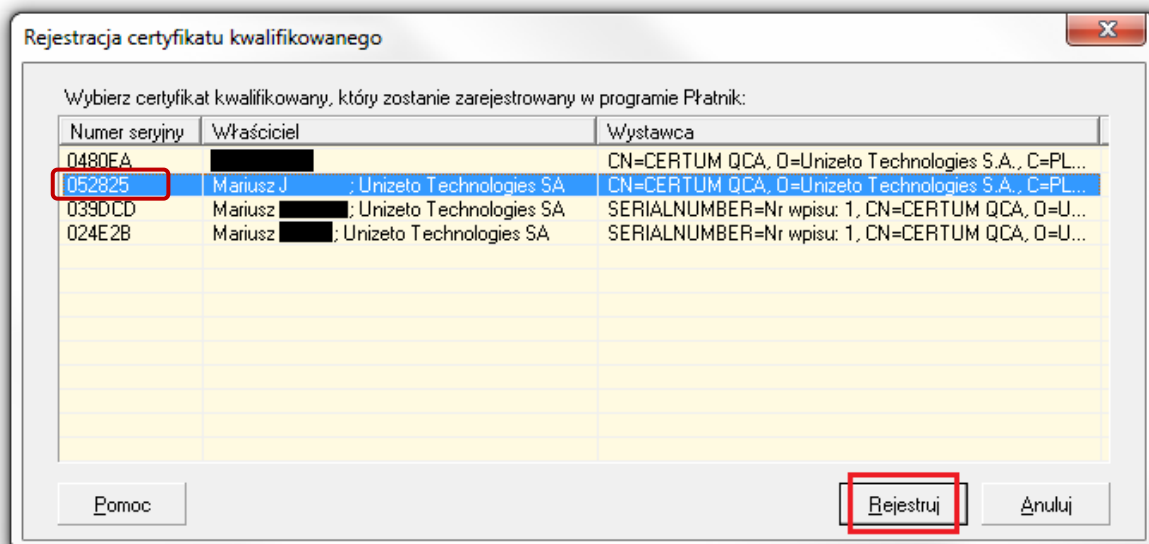 Rejestracja certyfikatu kwalifikowanego
Wybierz certyfikat kwalifikowany, który zostanie zarejestrowany w programie Płatnik:
Numer seryjny Właściciel Wystawca
0480EA CN=CERTUM QCA, O=Unizeto Technologies S.A., C=PL...
052825 Mariusz J ; Unizeto Technologies SA CN=CERTUM QCA, O=Unizeto Technologies S.A., C=PL...
039DCD Mariusz ; Unizeto Technologies SA SERIALNUMBER=Nr wpisu: 1, CN=CERTUM QCA, O=U...
024E2B Mariusz ; Unizeto Technologies SA SERIALNUMBER=Nr wpisu: 1, CN=CERTUM QCA, O=U...
Pomoc Rejestruj Anuluj